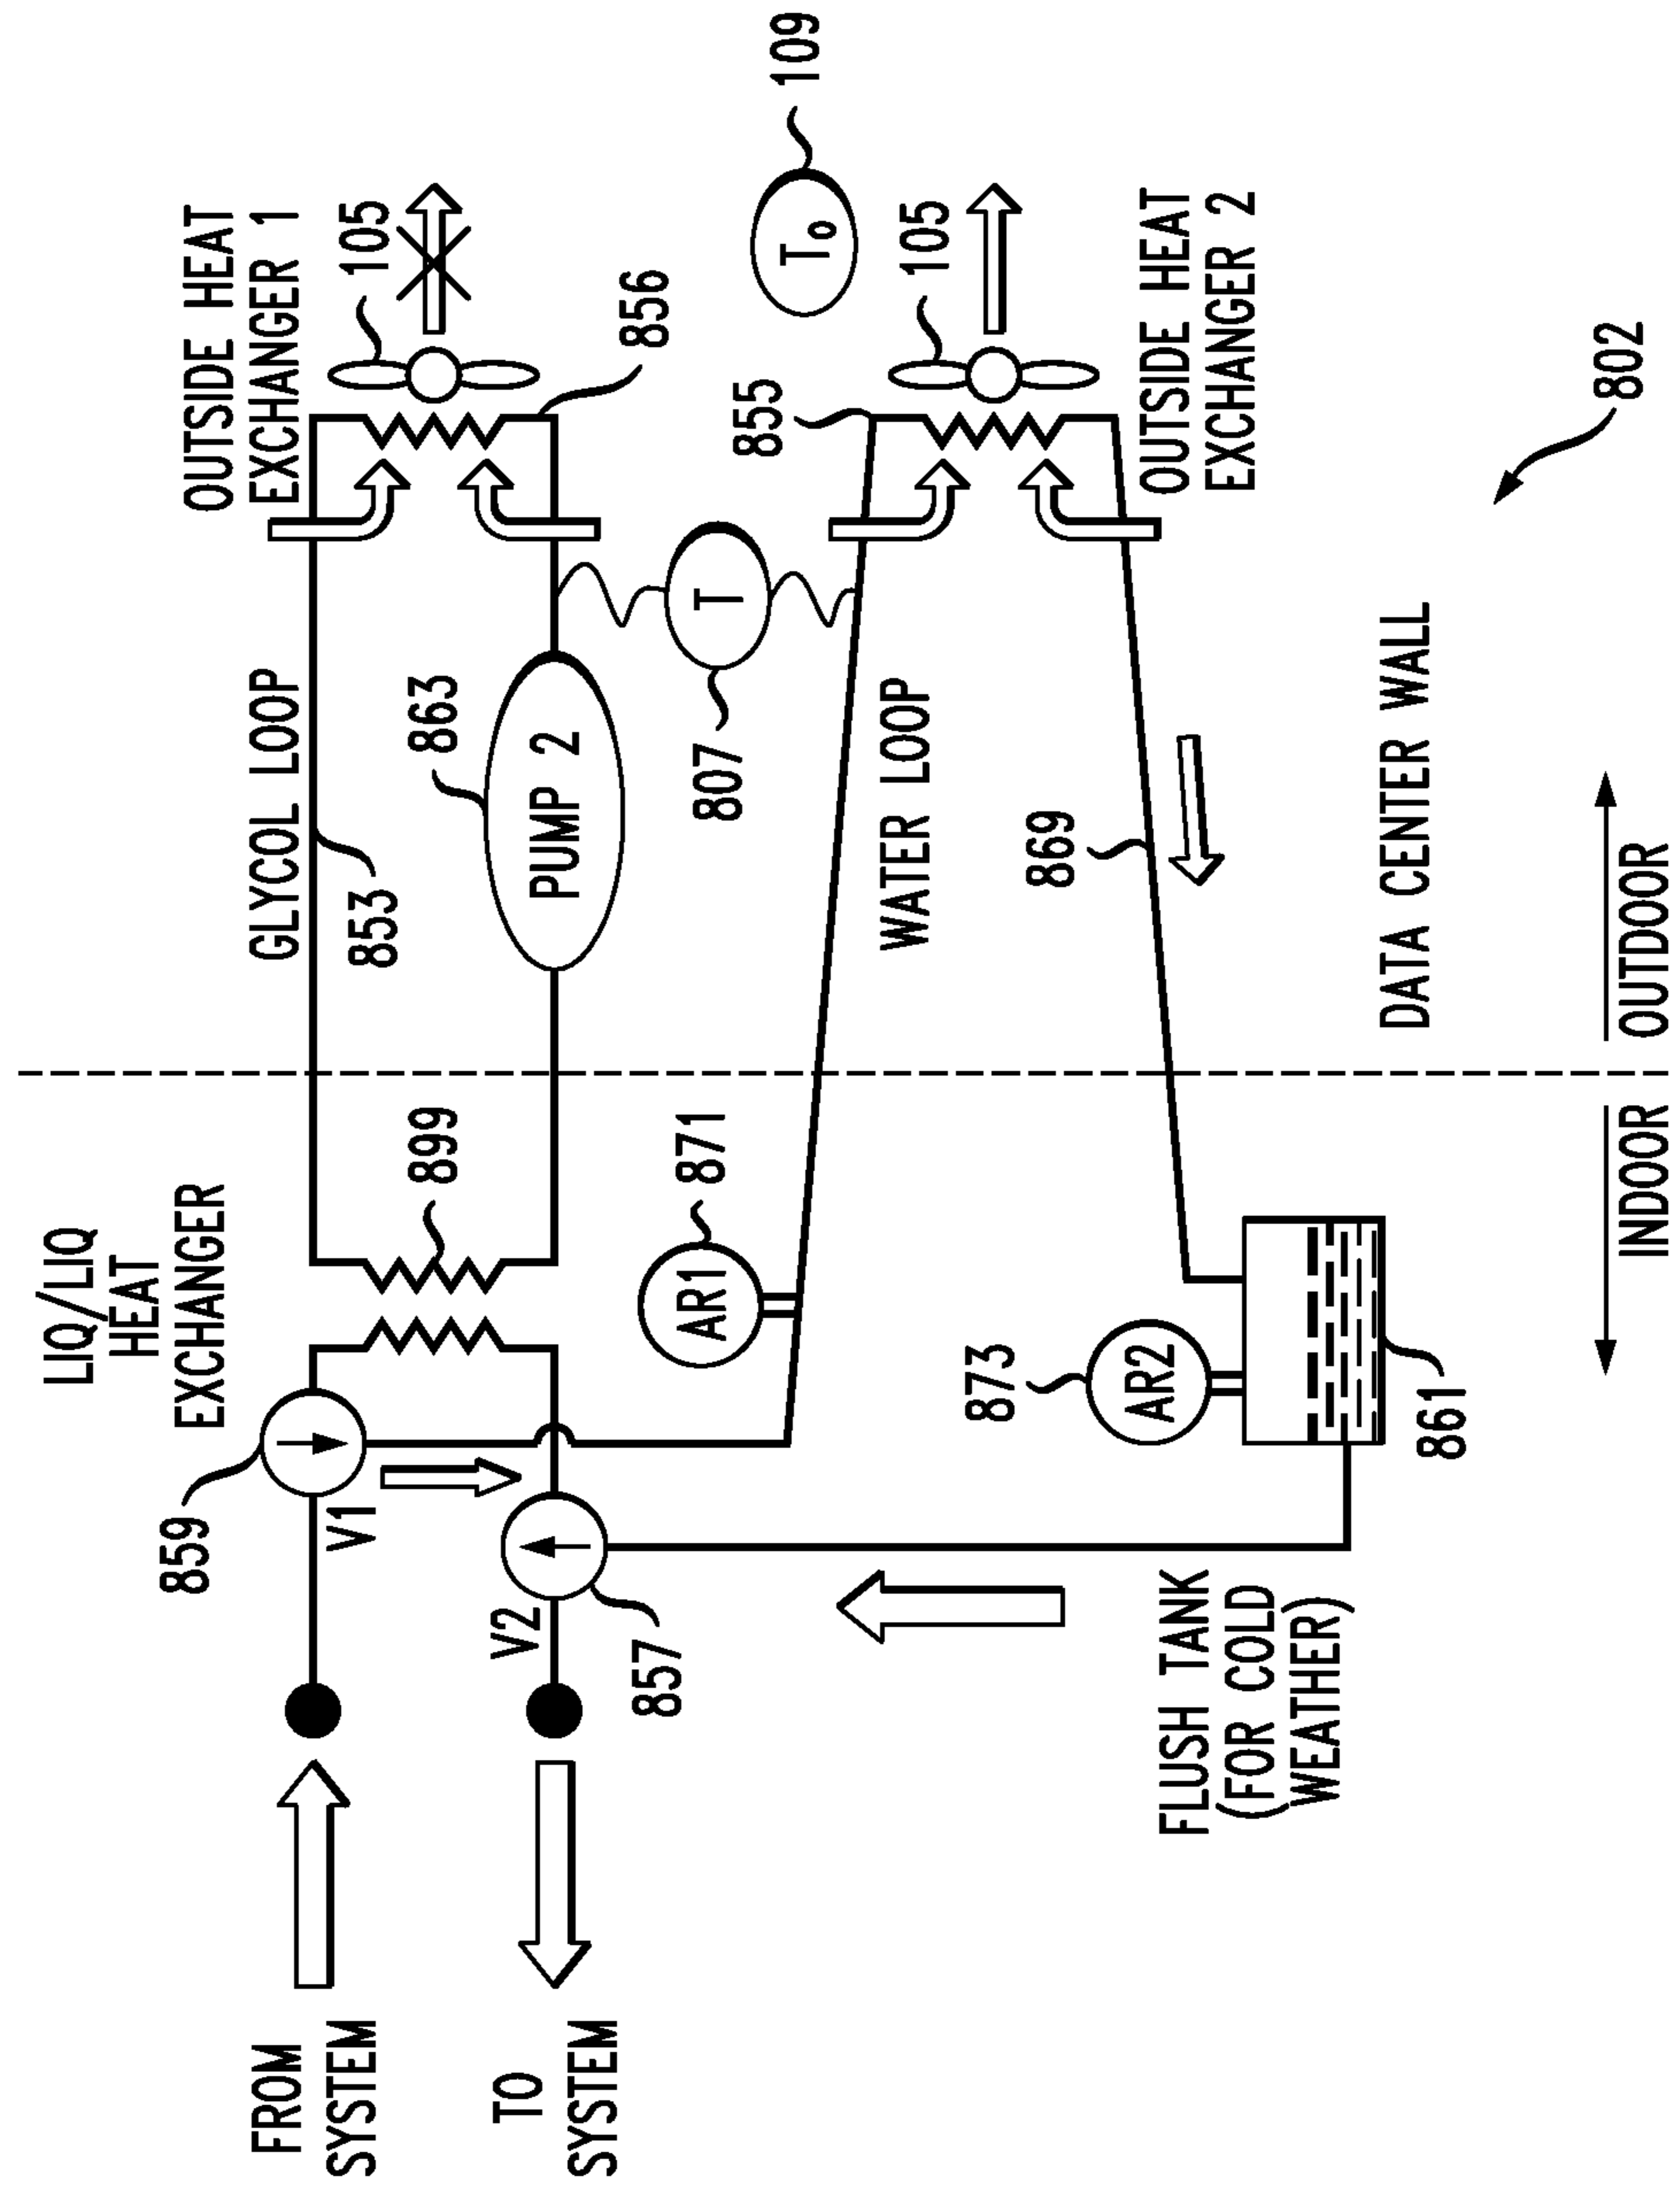 FROM
SYSTEM
TO
SYSTEM
859
V1
V2
857
LIQ/LIQ
HEAT
EXCHANGER
899
GLYCOL LOOP
853
863
PUMP 2
OUTSIDE HEAT
EXCHANGER 1
105
856
T
807
T0
109
AR1
871
WATER LOOP
855
105
OUTSIDE HEAT
EXCHANGER 2
869
873
AR2
861
FLUSH TANK
(FOR COLD
WEATHER)
DATA CENTER WALL
INDOOR
OUTDOOR
802